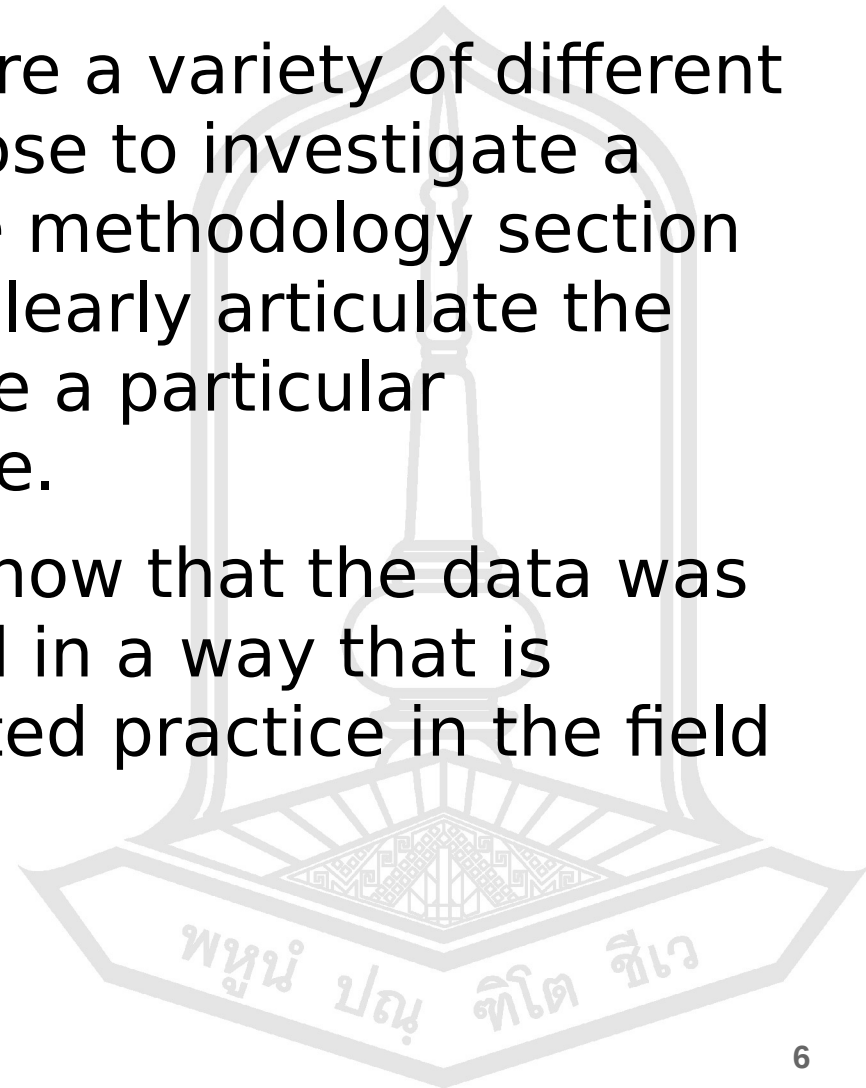 re a variety of different
ose to investigate a
e methodology section
learly articulate the
e a particular
e.
now that the data was
l in a way that is
ted practice in the field
พหูนํ ปณฺฑิโต ชีเว
6